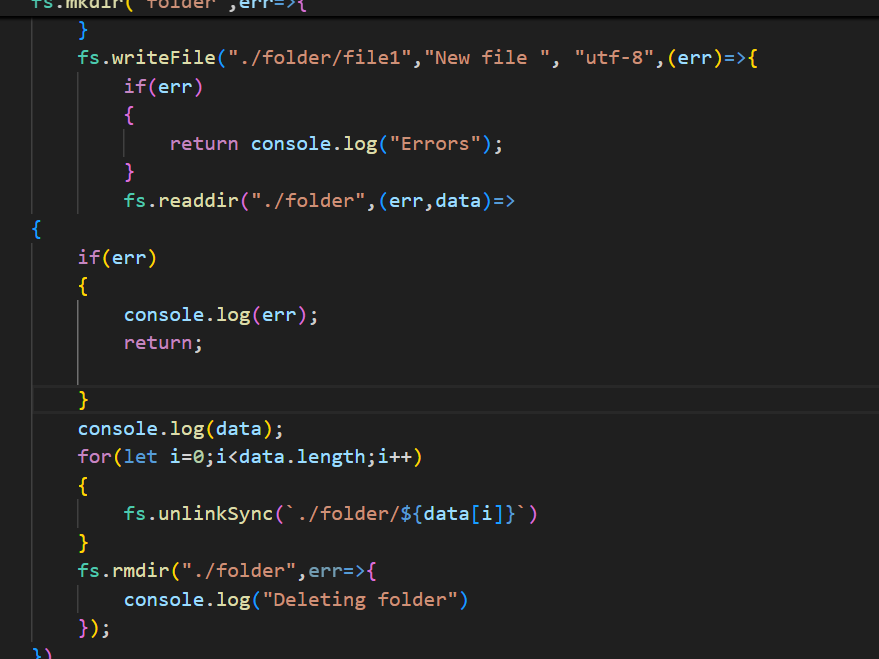 fs.mkdir("folder",err=>{
}
fs.writeFile("./folder/file1","New file ", "utf-8",(err)=>{
if(err)
{
return console.log("Errors");
}
fs.readdir("./folder",(err,data)=>
{
if(err)
{
console.log(err);
return;
}
console.log(data);
for(let i=0;i<data.length;i++)
{
fs.unlinkSync(`./folder/${data[i]}`)
}
fs.rmdir("./folder",err=>{
console.log("Deleting folder")
});
})